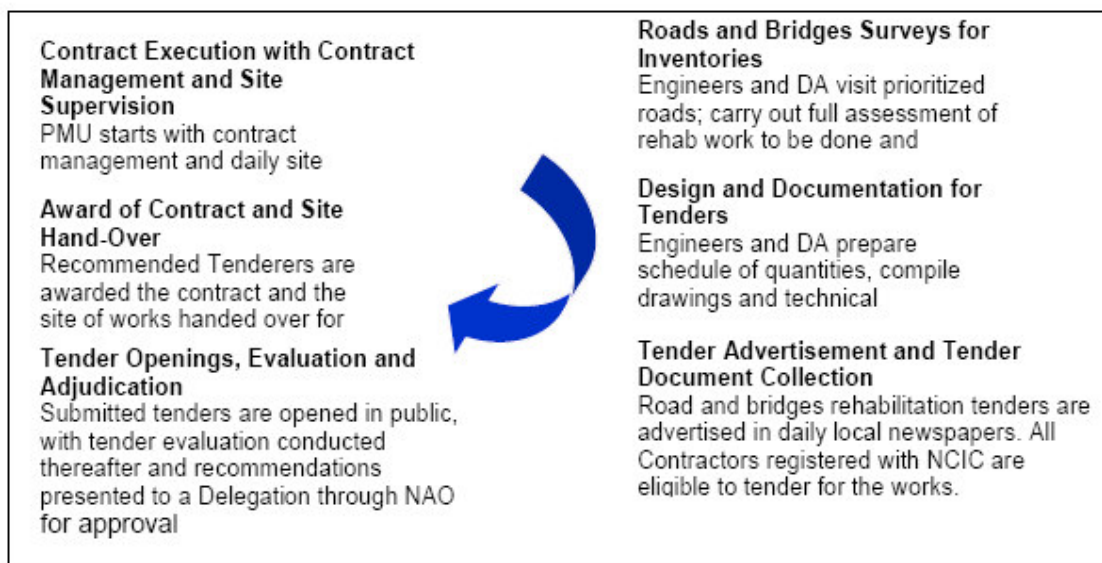 Contract Execution with Contract
Management and Site
Supervision
PMU starts with contract
management and daily site
Award of Contract and Site
Hand-Over
Recommended Tenderers are
awarded the contract and the
site of works handed over for
Tender Openings, Evaluation and
Adjudication
Submitted tenders are opened in public,
with tender evaluation conducted
thereafter and recommendations
presented to a Delegation through NAO
for approval
Roads and Bridges Surveys for
Inventories
Engineers and DA visit prioritized
roads; carry out full assessment of
rehab work to be done and
Design and Documentation for
Tenders
Engineers and DA prepare
schedule of quantities, compile
drawings and technical
Tender Advertisement and Tender
Document Collection
Road and bridges rehabilitation tenders are
advertised in daily local newspapers. All
Contractors registered with NCIC are
eligible to tender for the works.